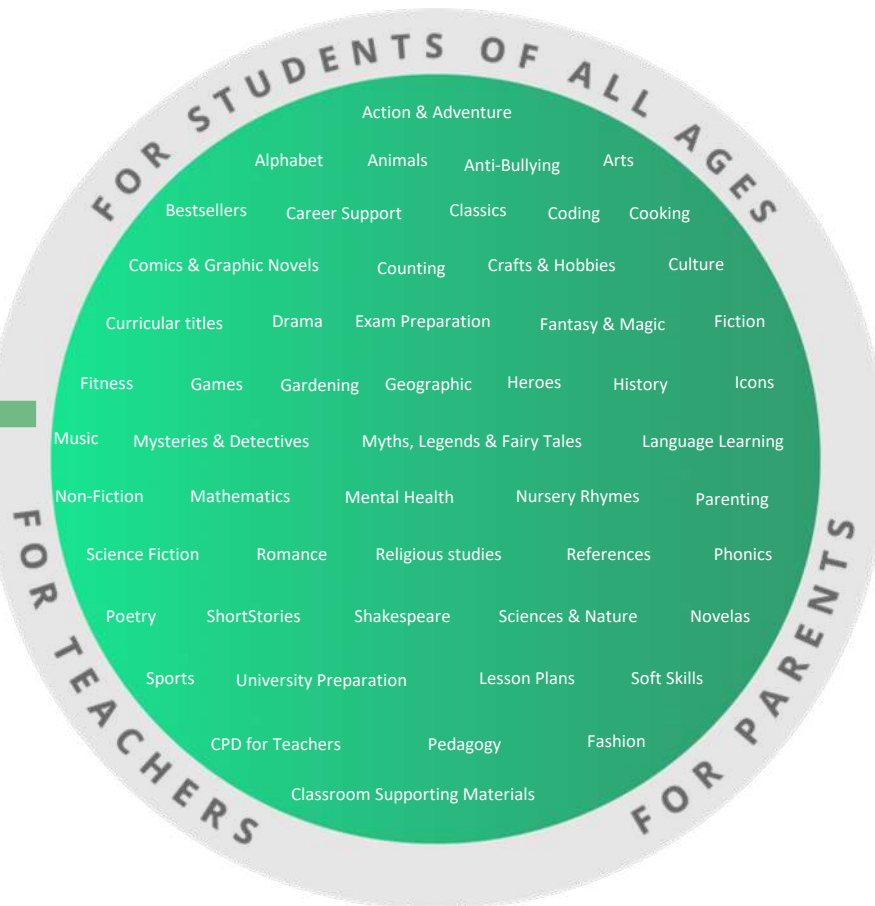 FOR STUDENTS OF ALL AGES
Action & Adventure
Alphabet Animals Anti-Bullying Arts
Bestsellers Career Support Classics Coding Cooking
Comics & Graphic Novels Counting Crafts & Hobbies Culture
Curricular titles Drama Exam Preparation Fantasy & Magic Fiction
Fitness Games Gardening Geographic Heroes History Icons
Music Mysteries & Detectives Myths, Legends & Fairy Tales Language Learning
Non-Fiction Mathematics Mental Health Nursery Rhymes Parenting
Science Fiction Romance Religious studies References Phonics
Poetry ShortStories Shakespeare Sciences & Nature Novelas
Sports University Preparation Lesson Plans Soft Skills
CPD for Teachers Pedagogy Fashion
Classroom Supporting Materials
FOR TEACHERS
FOR PARENTS